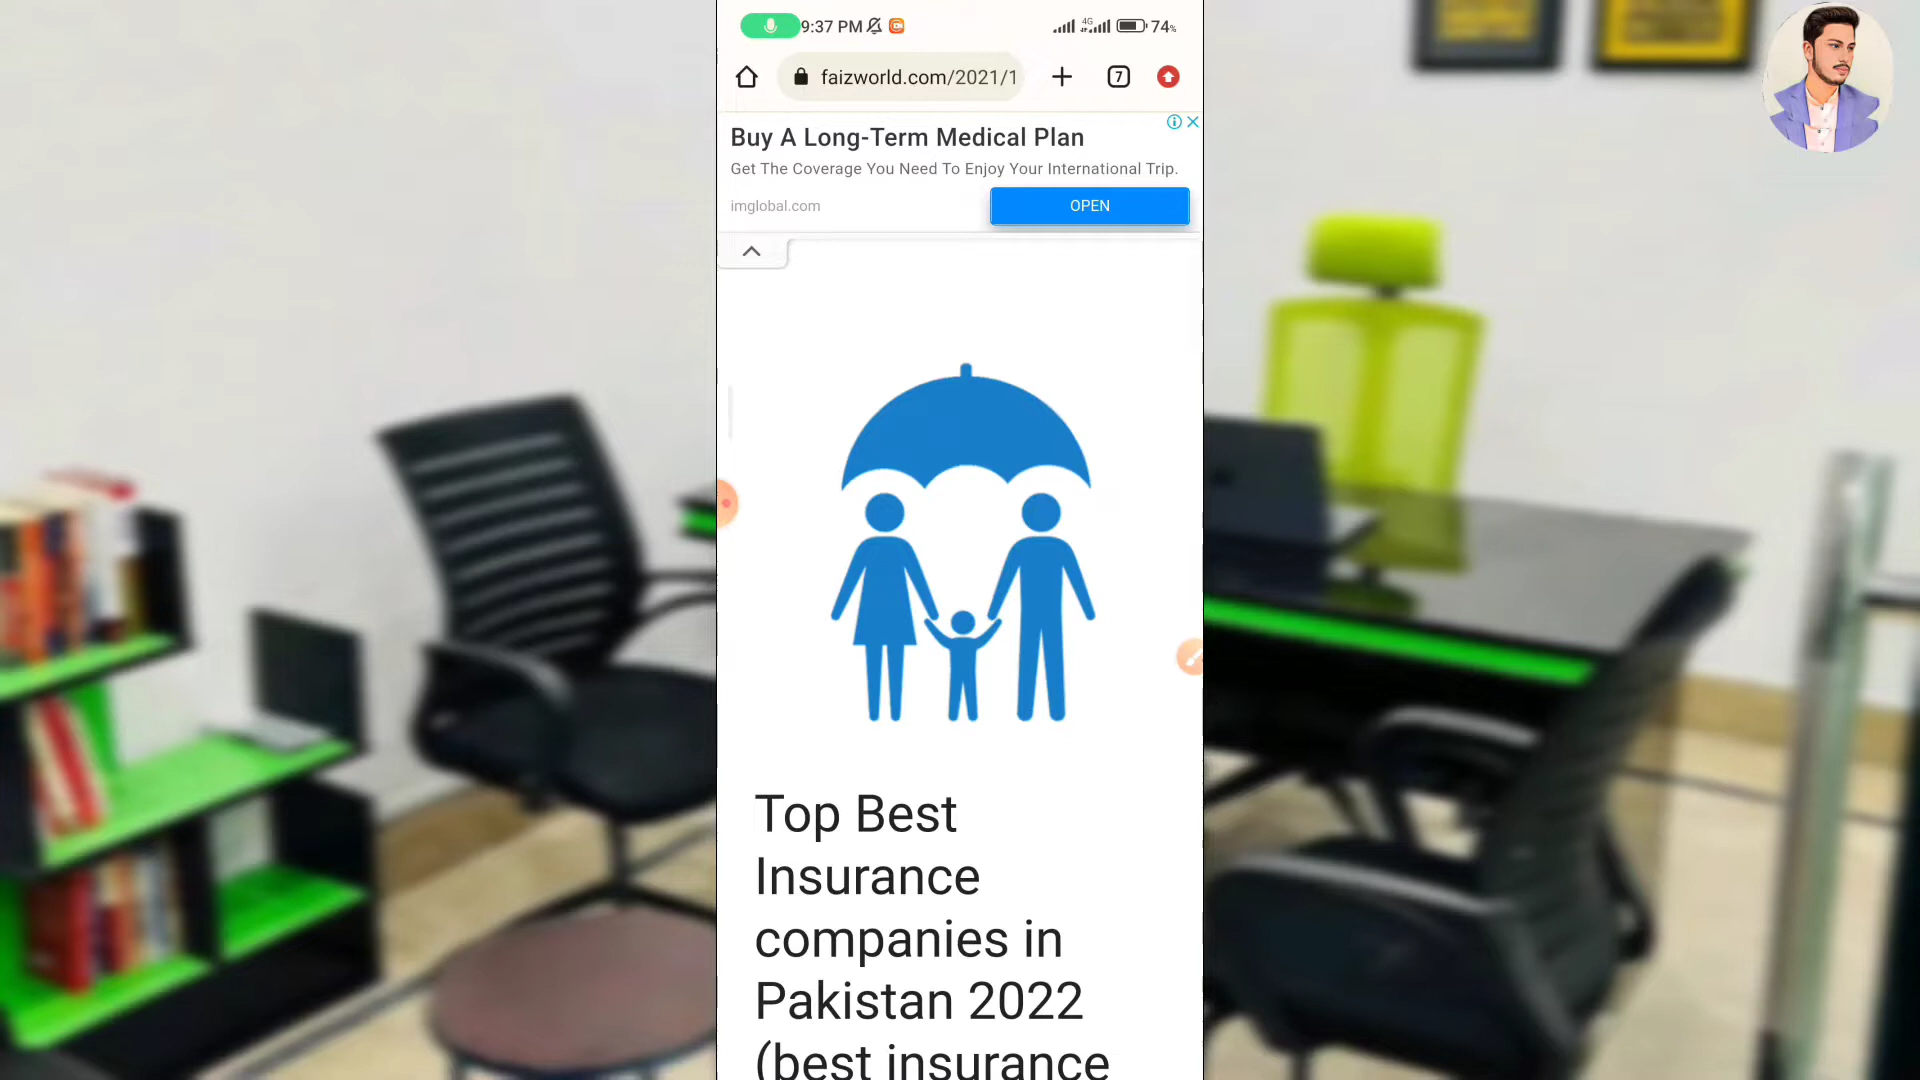 9:37 PM 4G 74%
faizworld.com/2021/1 7
Buy A Long-Term Medical Plan
Get The Coverage You Need To Enjoy Your International Trip.
imglobal.com OPEN
Top Best
Insurance
companies in
Pakistan 2022
(best insurance